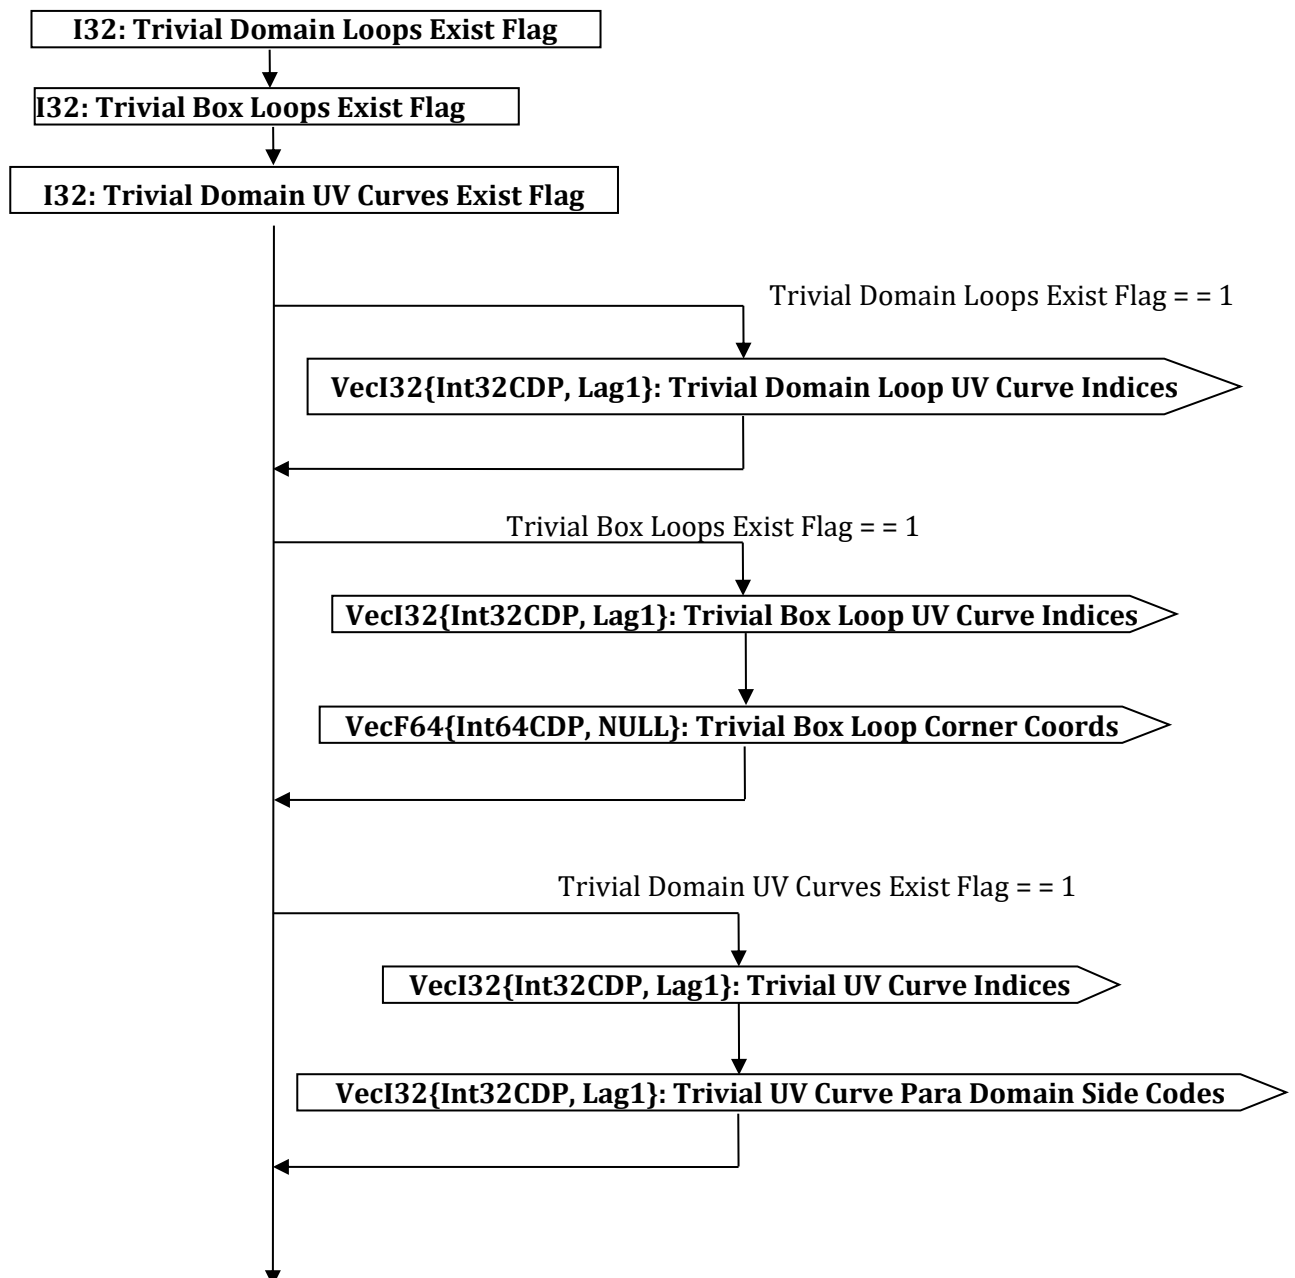 I32: Trivial Domain Loops Exist Flag
I32: Trivial Box Loops Exist Flag
I32: Trivial Domain UV Curves Exist Flag
Trivial Domain Loops Exist Flag = = 1
VecI32{Int32CDP, Lag1}: Trivial Domain Loop UV Curve Indices
Trivial Box Loops Exist Flag = = 1
VecI32{Int32CDP, Lag1}: Trivial Box Loop UV Curve Indices
VecF64{Int64CDP, NULL}: Trivial Box Loop Corner Coords
Trivial Domain UV Curves Exist Flag = = 1
VecI32{Int32CDP, Lag1}: Trivial UV Curve Indices
VecI32{Int32CDP, Lag1}: Trivial UV Curve Para Domain Side Codes